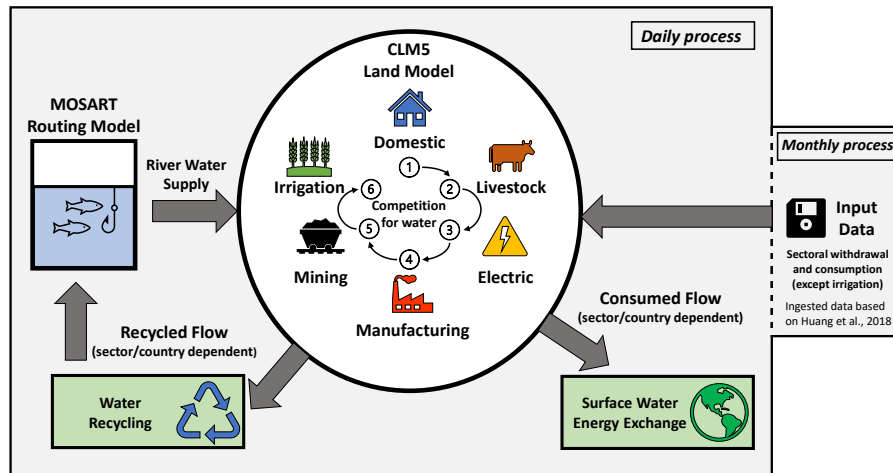 Daily process
CLM5
Land Model
MOSART
Routing Model
Domestic
Monthly process
River Water
Supply
Irrigation
Livestock
1
2
3
4
5
6
Competition
for water
Input
Data
Mining
Electric
Sectoral withdrawal
and consumption
(except irrigation)
Manufacturing
Consumed Flow
(sector/country dependent)
Ingested data based
on Huang et al., 2018
Recycled Flow
(sector/country dependent)
Water
Recycling
Surface Water
Energy Exchange